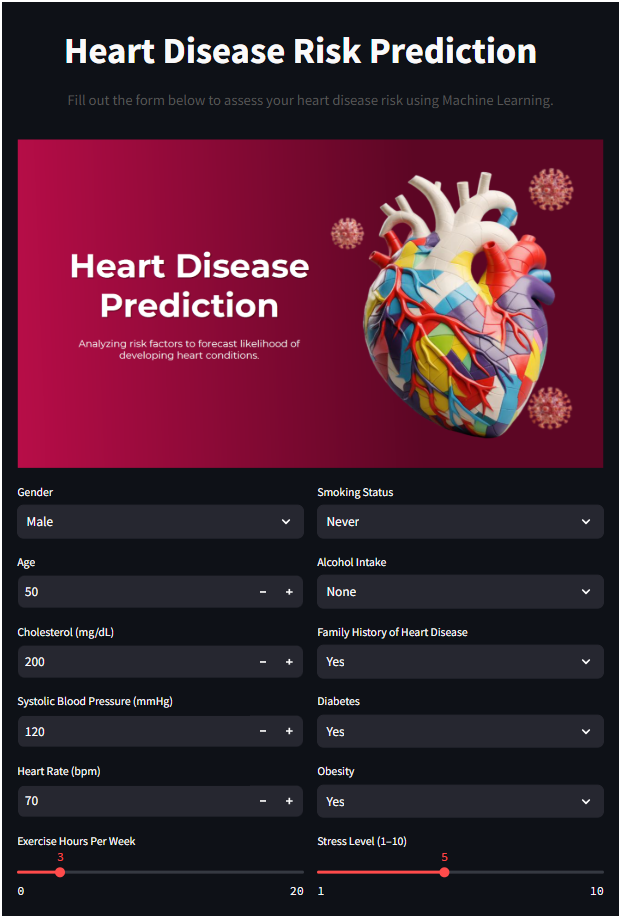 Heart Disease Risk Prediction
Fill out the form below to assess your heart disease risk using Machine Learning.
Heart Disease
Prediction
Analyzing risk factors to forecast likelihood of
developing heart conditions.
Gender
Male
Smoking Status
Never
Age
50
Alcohol Intake
None
Cholesterol (mg/dL)
200
Family History of Heart Disease
Yes
Systolic Blood Pressure (mmHg)
120
Diabetes
Yes
Heart Rate (bpm)
70
Obesity
Yes
Exercise Hours Per Week
3
0 20
Stress Level (1–10)
5
1 10